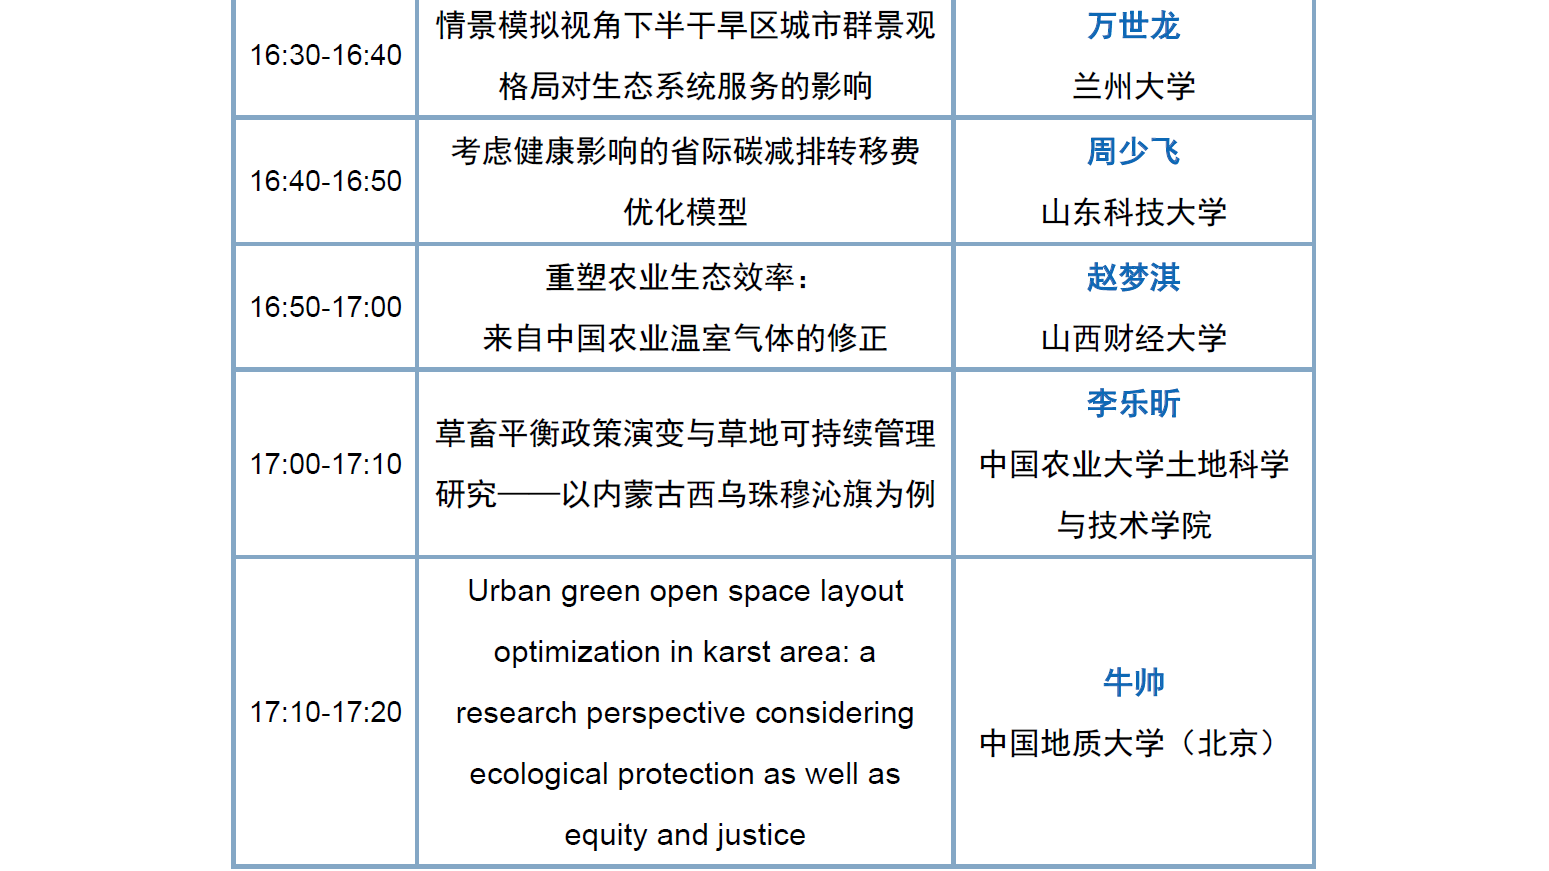 16:30-16:40
情景模拟视角下半干旱区城市群景观
格局对生态系统服务的影响
万世龙
兰州大学
16:40-16:50
考虑健康影响的省际碳减排转移费
优化模型
周少飞
山东科技大学
16:50-17:00
重塑农业生态效率：
来自中国农业温室气体的修正
赵梦淇
山西财经大学
17:00-17:10
草畜平衡政策演变与草地可持续管理
研究——以内蒙古西乌珠穆沁旗为例
李乐昕
中国农业大学土地科学
与技术学院
17:10-17:20
Urban green open space layout
optimization in karst area: a
research perspective considering
ecological protection as well as
equity and justice
牛帅
中国地质大学（北京）